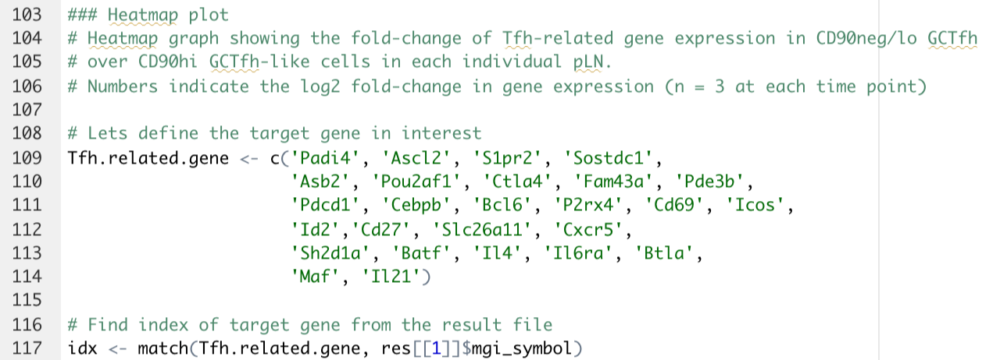 103 ### Heatmap plot
104 # Heatmap graph showing the fold-change of Tfh-related gene expression in CD90neg/lo GCTfh
105 # over CD90hi GCTfh-like cells in each individual pLN.
106 # Numbers indicate the log2 fold-change in gene expression (n = 3 at each time point)
107
108 # Lets define the target gene in interest
109 Tfh.related.gene <- c('Padi4', 'Ascl2', 'S1pr2', 'Sostdc1',
110 'Asb2', 'Pou2af1', 'Ctla4', 'Fam43a', 'Pde3b',
111 'Pdcd1', 'Cebpb', 'Bcl6', 'P2rx4', 'Cd69', 'Icos',
112 'Id2','Cd27', 'Slc26a11', 'Cxcr5',
113 'Sh2d1a', 'Batf', 'Il4', 'Il6ra', 'Btla',
114 'Maf', 'Il21')
115
116 # Find index of target gene from the result file
117 idx <- match(Tfh.related.gene, res[[1]]$mgi_symbol)